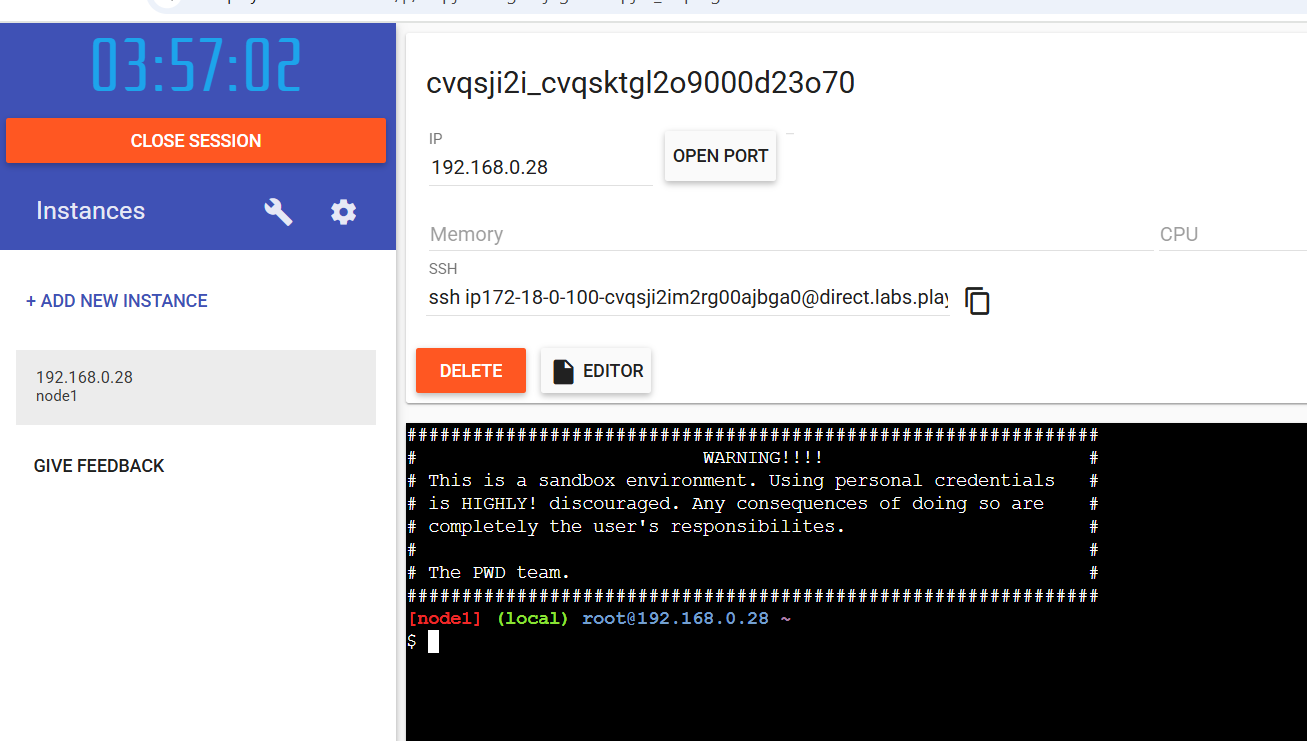 03:57:02
CLOSE SESSION
Instances
+ ADD NEW INSTANCE
192.168.0.28
node1
GIVE FEEDBACK
cvqsji2i_cvqsktgl2o9000d23o70
IP
192.168.0.28
OPEN PORT
Memory
CPU
SSH
ssh ip172-18-0-100-cvqsji2im2rg00ajbga0@direct.labs.play
DELETE
EDITOR
###############################################################
# WARNING!!!! #
# This is a sandbox environment. Using personal credentials #
# is HIGHLY! discouraged. Any consequences of doing so are #
# completely the user's responsibilites. #
# #
# The PWD team. #
###############################################################
[node1] (local) root@192.168.0.28 ~
$